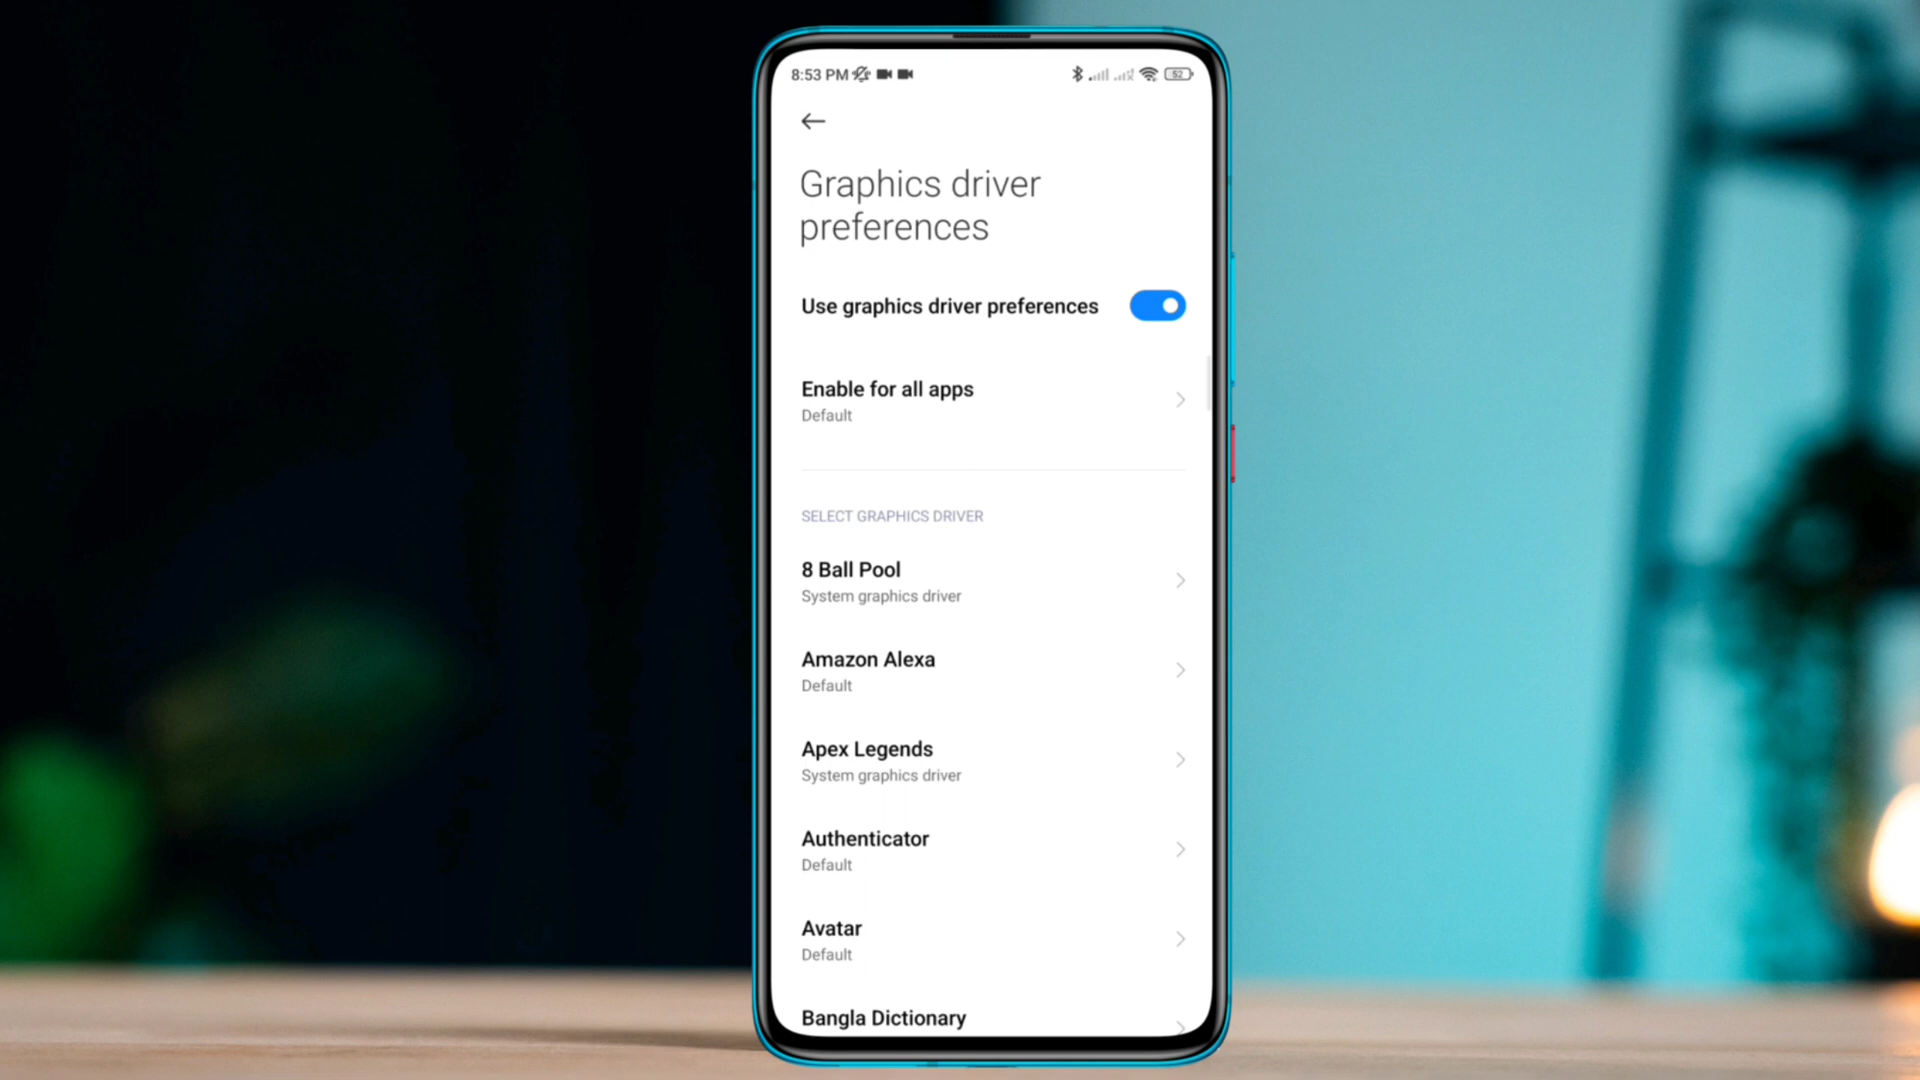 8:53 PM 52
Graphics driver
preferences
Use graphics driver preferences
Enable for all apps
Default
SELECT GRAPHICS DRIVER
8 Ball Pool
System graphics driver
Amazon Alexa
Default
Apex Legends
System graphics driver
Authenticator
Default
Avatar
Default
Bangla Dictionary